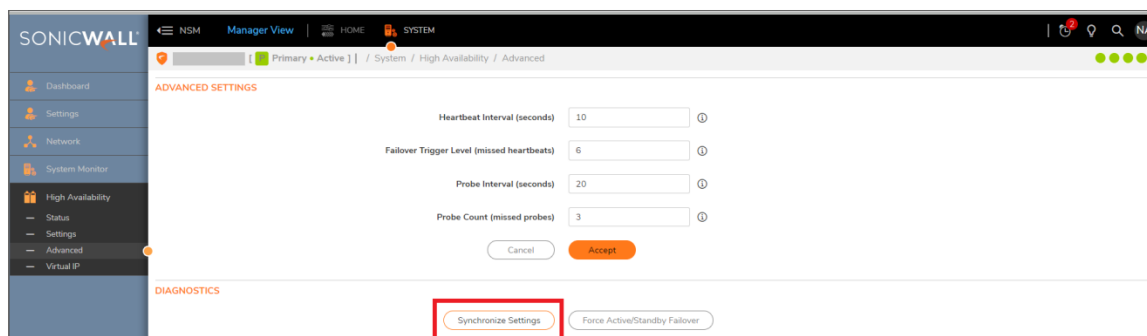 SONICWALL
NSM Manager View HOME SYSTEM 2 NA
[ P Primary • Active ] | / System / High Availability / Advanced
Dashboard
Settings
Network
System Monitor
High Availability
Status
Settings
Advanced
Virtual IP
ADVANCED SETTINGS
Heartbeat Interval (seconds) 10
Failover Trigger Level (missed heartbeats) 6
Probe Interval (seconds) 20
Probe Count (missed probes) 3
Cancel Accept
DIAGNOSTICS
Synchronize Settings Force Active/Standby Failover